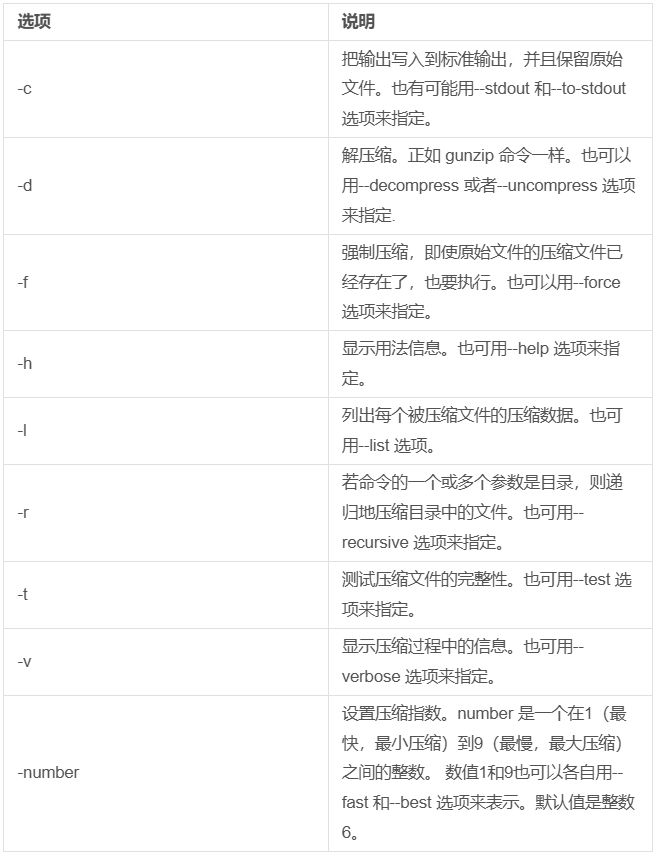 选项 说明
-c
把输出写入到标准输出，并且保留原始
文件。也有可能用--stdout 和--to-stdout
选项来指定。
-d
解压缩。正如 gunzip 命令一样。也可以
用--decompress 或者--uncompress 选项
来指定.
-f
强制压缩，即使原始文件的压缩文件已
经存在了，也要执行。也可以用--force
选项来指定。
-h
显示用法信息。也可用--help 选项来指
定。
-l
列出每个被压缩文件的压缩数据。也可
用--list 选项。
-r
若命令的一个或多个参数是目录，则递
归地压缩目录中的文件。也可用--
recursive 选项来指定。
-t
测试压缩文件的完整性。也可用--test 选
项来指定。
-v
显示压缩过程中的信息。也可用--
verbose 选项来指定。
-number
设置压缩指数。number 是一个在1（最
快，最小压缩）到9（最慢，最大压缩）
之间的整数。 数值1和9也可以各自用--
fast 和--best 选项来表示。默认值是整数
6。